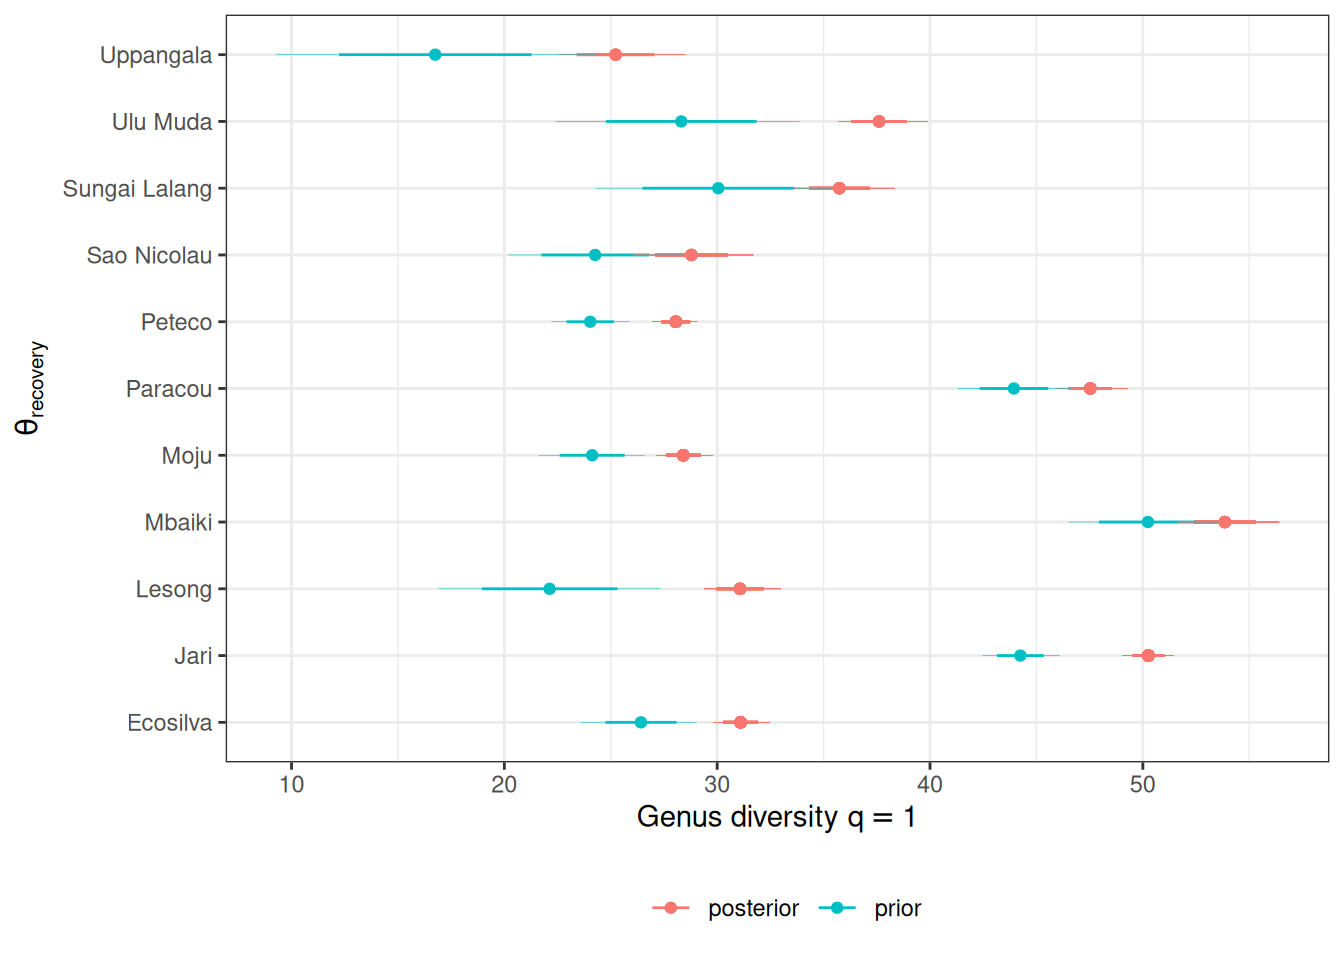 Uppangala
Ulu Muda
Sungai Lalang
Sao Nicolau
Peteco
Paracou
Moju
Mbaiki
Lesong
Jari
Ecosilva
θrecovery
10 20 30 40 50
Genus diversity q = 1
posterior prior